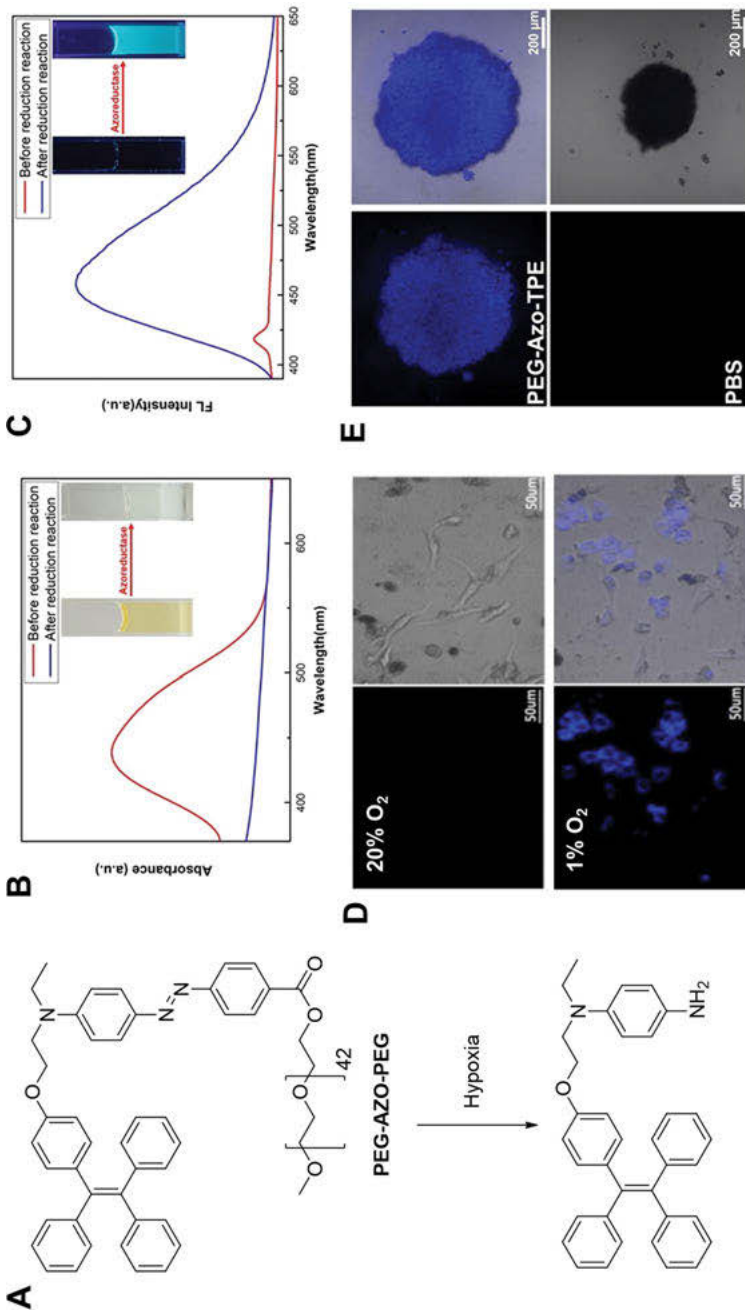 A
N
N
N
O
O
O
O
O
42
PEG-AZO-PEG
Hypoxia
O
N
NH2
B
Absorbance (a.u.)
Before reduction reaction
After reduction reaction
Azoreductase
400
500
600
Wavelength(nm)
C
FL Intensity(a.u.)
Before reduction reaction
After reduction reaction
Azoreductase
400
450
500
550
600
650
Wavelength(nm)
D
20% O2
50um
50um
1% O2
50um
50um
E
PEG-Azo-TPE
200 µm
PBS
200 µm